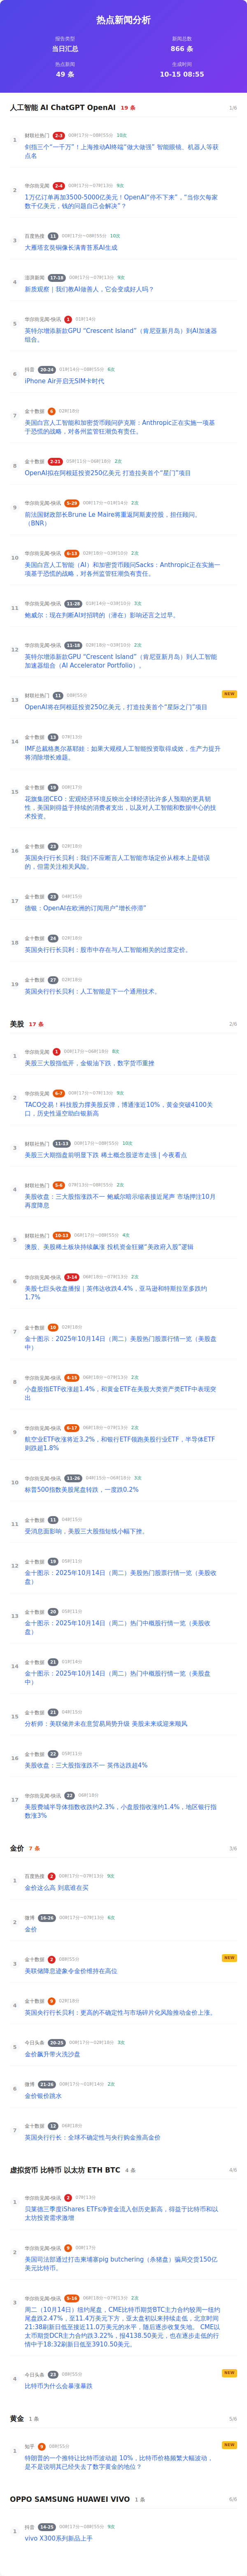 热点新闻分析
报告类型
新闻总数
当日汇总
866 条
热点新闻
生成时间
49 条
10-15 08:55
人工智能 AI ChatGPT OpenAI 19 条 1/6
1 财联社热门 2-3 00时17分~08时55分 10次
剑指三个“一千万”！上海推动AI终端“做大做强” 智能眼镜、机器人等获
点名
2 华尔街见闻 2-4 00时17分~07时13分 9次
1万亿订单再加3500-5000亿美元！OpenAI“停不下来”，“当你欠每家
数千亿美元，钱的问题自己会解决”？
3 百度热搜 11 00时17分~08时55分 10次
大雁塔玄奘铜像长满青苔系AI生成
4 澎湃新闻 17-18 00时17分~07时13分 9次
新质观察｜我们教AI做善人，它会变成好人吗？
5 华尔街见闻-快讯 3 01时14分
英特尔增添新款GPU “Crescent Island”（肯尼亚新月岛）到AI加速器
组合。
6 抖音 20-24 01时14分~08时55分 6次
iPhone Air开启无SIM卡时代
7 金十数据 6 02时18分
美国白宫人工智能和加密货币顾问萨克斯：Anthropic正在实施一项基
于恐慌的战略，对各州监管狂潮负有责任。
8 金十数据 2-21 05时11分~06时18分 2次
OpenAI拟在阿根廷投资250亿美元 打造拉美首个“星门”项目
9 华尔街见闻-快讯 5-29 00时17分~01时14分 2次
前法国财政部长Brune Le Maire将重返阿斯麦控股，担任顾问。
（BNR）
10 华尔街见闻-快讯 6-13 02时18分~03时10分 2次
美国白宫人工智能（AI）和加密货币顾问Sacks：Anthropic正在实施一
项基于恐慌的战略，对各州监管狂潮负有责任。
11 华尔街见闻-快讯 11-28 01时14分~03时10分 3次
鲍威尔：现在判断AI对招聘的（潜在）影响还言之过早。
12 华尔街见闻-快讯 11-18 02时18分~03时10分 2次
英特尔增添新款GPU “Crescent Island”（肯尼亚新月岛）到人工智能
加速器组合（AI Accelerator Portfolio）。
13 财联社热门 11 08时55分 NEW
OpenAI将在阿根廷投资250亿美元，打造拉美首个“星际之门”项目
14 金十数据 13 07时13分
IMF总裁格奥尔基耶娃：如果大规模人工智能投资取得成效，生产力提升
将消除增长难题。
15 金十数据 19 00时17分
花旗集团CEO：宏观经济环境反映出全球经济比许多人预期的更具韧
性，美国则得益于持续的消费者支出，以及对人工智能和数据中心的技
术投资。
16 金十数据 23 02时18分
英国央行行长贝利：我们不应断言人工智能市场定价从根本上是错误
的，但需关注相关风险。
17 金十数据 23 04时15分
德银：OpenAI在欧洲的订阅用户“增长停滞”
18 金十数据 24 02时18分
英国央行行长贝利：股市中存在与人工智能相关的过度定价。
19 金十数据 27 02时18分
英国央行行长贝利：人工智能是下一个通用技术。
美股 17 条 2/6
1 华尔街见闻 1 00时17分~06时18分 8次
美股三大股指低开，金银油下跌，数字货币重挫
2 华尔街见闻 6-7 00时17分~07时13分 9次
TACO交易！科技股力撑美股反弹，博通涨近10%，黄金突破4100关
口，历史性逼空助白银新高
3 财联社热门 11-13 00时17分~08时55分 10次
美股三大期指盘前明显下跌 稀土概念股逆市走强｜今夜看点
4 财联社热门 5-6 07时13分~08时55分 2次
美股收盘：三大股指涨跌不一 鲍威尔暗示缩表接近尾声 市场押注10月
再度降息
5 财联社热门 10-12 06时17分~08时55分 4次
澳股、美股稀土板块持续飙涨 投机资金狂赌“美政府入股”逻辑
6 华尔街见闻-快讯 3-14 06时18分~07时13分 2次
美股七巨头收盘播报｜英伟达收跌4.4%，亚马逊和特斯拉至多跌约
1.7%
7 金十数据 10 02时18分
金十图示：2025年10月14日（周二）美股热门股票行情一览（美股盘
中）
8 华尔街见闻-快讯 4-15 06时18分~07时13分 2次
小盘股指ETF收涨超1.4%，和黄金ETF在美股大类资产类ETF中表现突
出
9 华尔街见闻-快讯 6-17 06时18分~07时13分 2次
航空业ETF收涨将近3.2%，和银行ETF领跑美股行业ETF，半导体ETF
则跌超1.8%
10 华尔街见闻-快讯 11-26 04时15分~06时18分 3次
标普500指数美股尾盘转跌，一度跌0.2%
11 金十数据 11 04时15分
受消息面影响，美股三大股指短线小幅下挫。
12 金十数据 19 05时11分
金十图示：2025年10月14日（周二）美股热门股票行情一览（美股收
盘）
13 金十数据 20 05时11分
金十图示：2025年10月14日（周二）热门中概股行情一览（美股收
盘）
14 金十数据 21 01时14分
金十图示：2025年10月14日（周二）热门中概股行情一览（美股盘
中）
15 金十数据 21 04时15分
分析师：美联储并未在意贸易局势升级 美股未来或迎来顺风
16 金十数据 22 05时11分
美股收盘：三大股指涨跌不一 英伟达跌超4%
17 华尔街见闻-快讯 22 06时18分
美股费城半导体指数收跌约2.3%，小盘股指收涨约1.4%，地区银行指
数涨3%
金价 7 条 3/6
1 百度热搜 2 00时17分~07时13分 9次
金价这么高 到底谁在买
2 微博 16-26 00时17分~07时13分 6次
金价
3 金十数据 2 08时55分 NEW
美联储降息迹象令金价维持在高位
4 金十数据 9 02时18分
英国央行行长贝利：更高的不确定性与市场碎片化风险推动金价上涨。
5 今日头条 20-25 00时17分~02时18分 3次
金价飙升带火洗沙盘
6 微博 21-26 00时17分~01时14分 2次
金价银价跳水
7 金十数据 12 06时18分
英国央行行长：全球不确定性与央行购金推高金价
虚拟货币 比特币 以太坊 ETH BTC 4 条 4/6
1 华尔街见闻-快讯 2 07时13分
贝莱德三季度iShares ETFs净资金流入创历史新高，得益于比特币和以
太坊投资需求激增
2 华尔街见闻-快讯 9 00时17分
美国司法部通过打击柬埔寨pig butchering（杀猪盘）骗局交货150亿
美元比特币。
3 华尔街见闻-快讯 5-16 06时18分~07时13分 2次
周二（10月14日）纽约尾盘，CME比特币期货BTC主力合约较周一纽约
尾盘跌2.47%，至11.4万美元下方，亚太盘初以来持续走低，北京时间
21:38刷新日低至接近11.0万美元的水平，随后逐步收复失地。 CME以
太币期货DCR主力合约跌3.22%，报4138.50美元，也在逐步走低的行
情中于18:32刷新日低至3910.50美元。
4 今日头条 23 08时55分 NEW
比特币为什么会暴涨暴跌
黄金 1 条 5/6
1 知乎 9 08时55分 NEW
特朗普的一个推特让比特币波动超 10%，比特币价格频繁大幅波动，
是不是说明其已经失去了数字黄金的地位？
OPPO SAMSUNG HUAWEI VIVO 1 条 6/6
1 抖音 14-25 00时17分~08时55分 9次
vivo X300系列新品上手